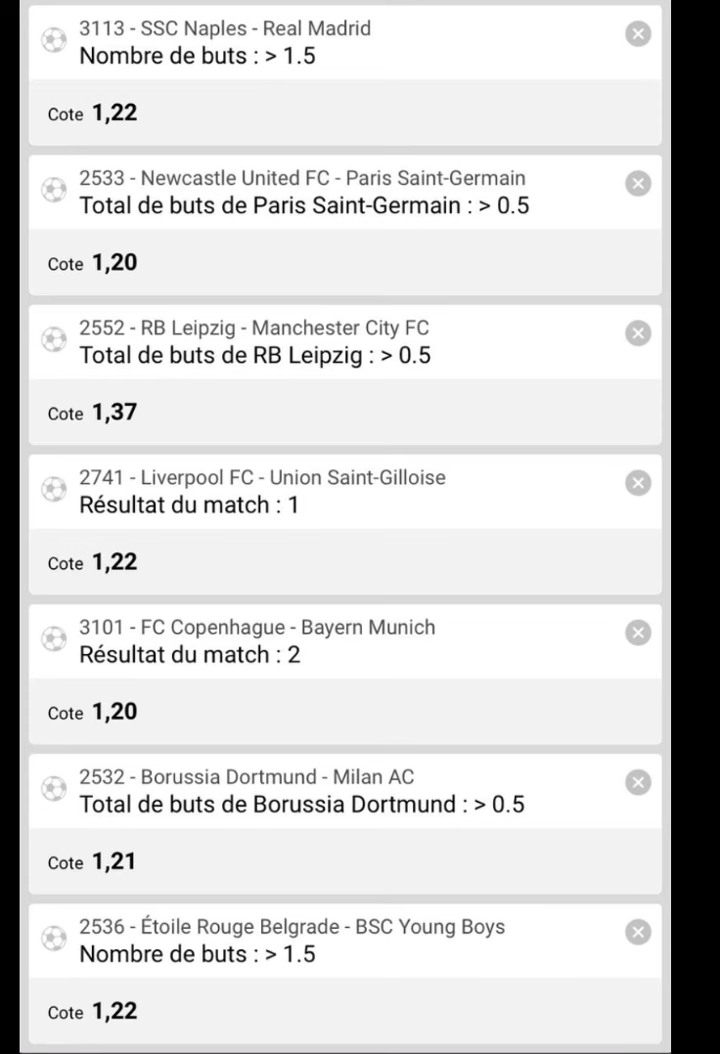 3113 - SSC Naples - Real Madrid
Nombre de buts : > 1.5
Cote 1,22
2533 - Newcastle United FC - Paris Saint-Germain
Total de buts de Paris Saint-Germain : > 0.5
Cote 1,20
2552 - RB Leipzig - Manchester City FC
Total de buts de RB Leipzig : > 0.5
Cote 1,37
2741 - Liverpool FC - Union Saint-Gilloise
Résultat du match : 1
Cote 1,22
3101 - FC Copenhague - Bayern Munich
Résultat du match : 2
Cote 1,20
2532 - Borussia Dortmund - Milan AC
Total de buts de Borussia Dortmund : > 0.5
Cote 1,21
2536 - Étoile Rouge Belgrade - BSC Young Boys
Nombre de buts : > 1.5
Cote 1,22